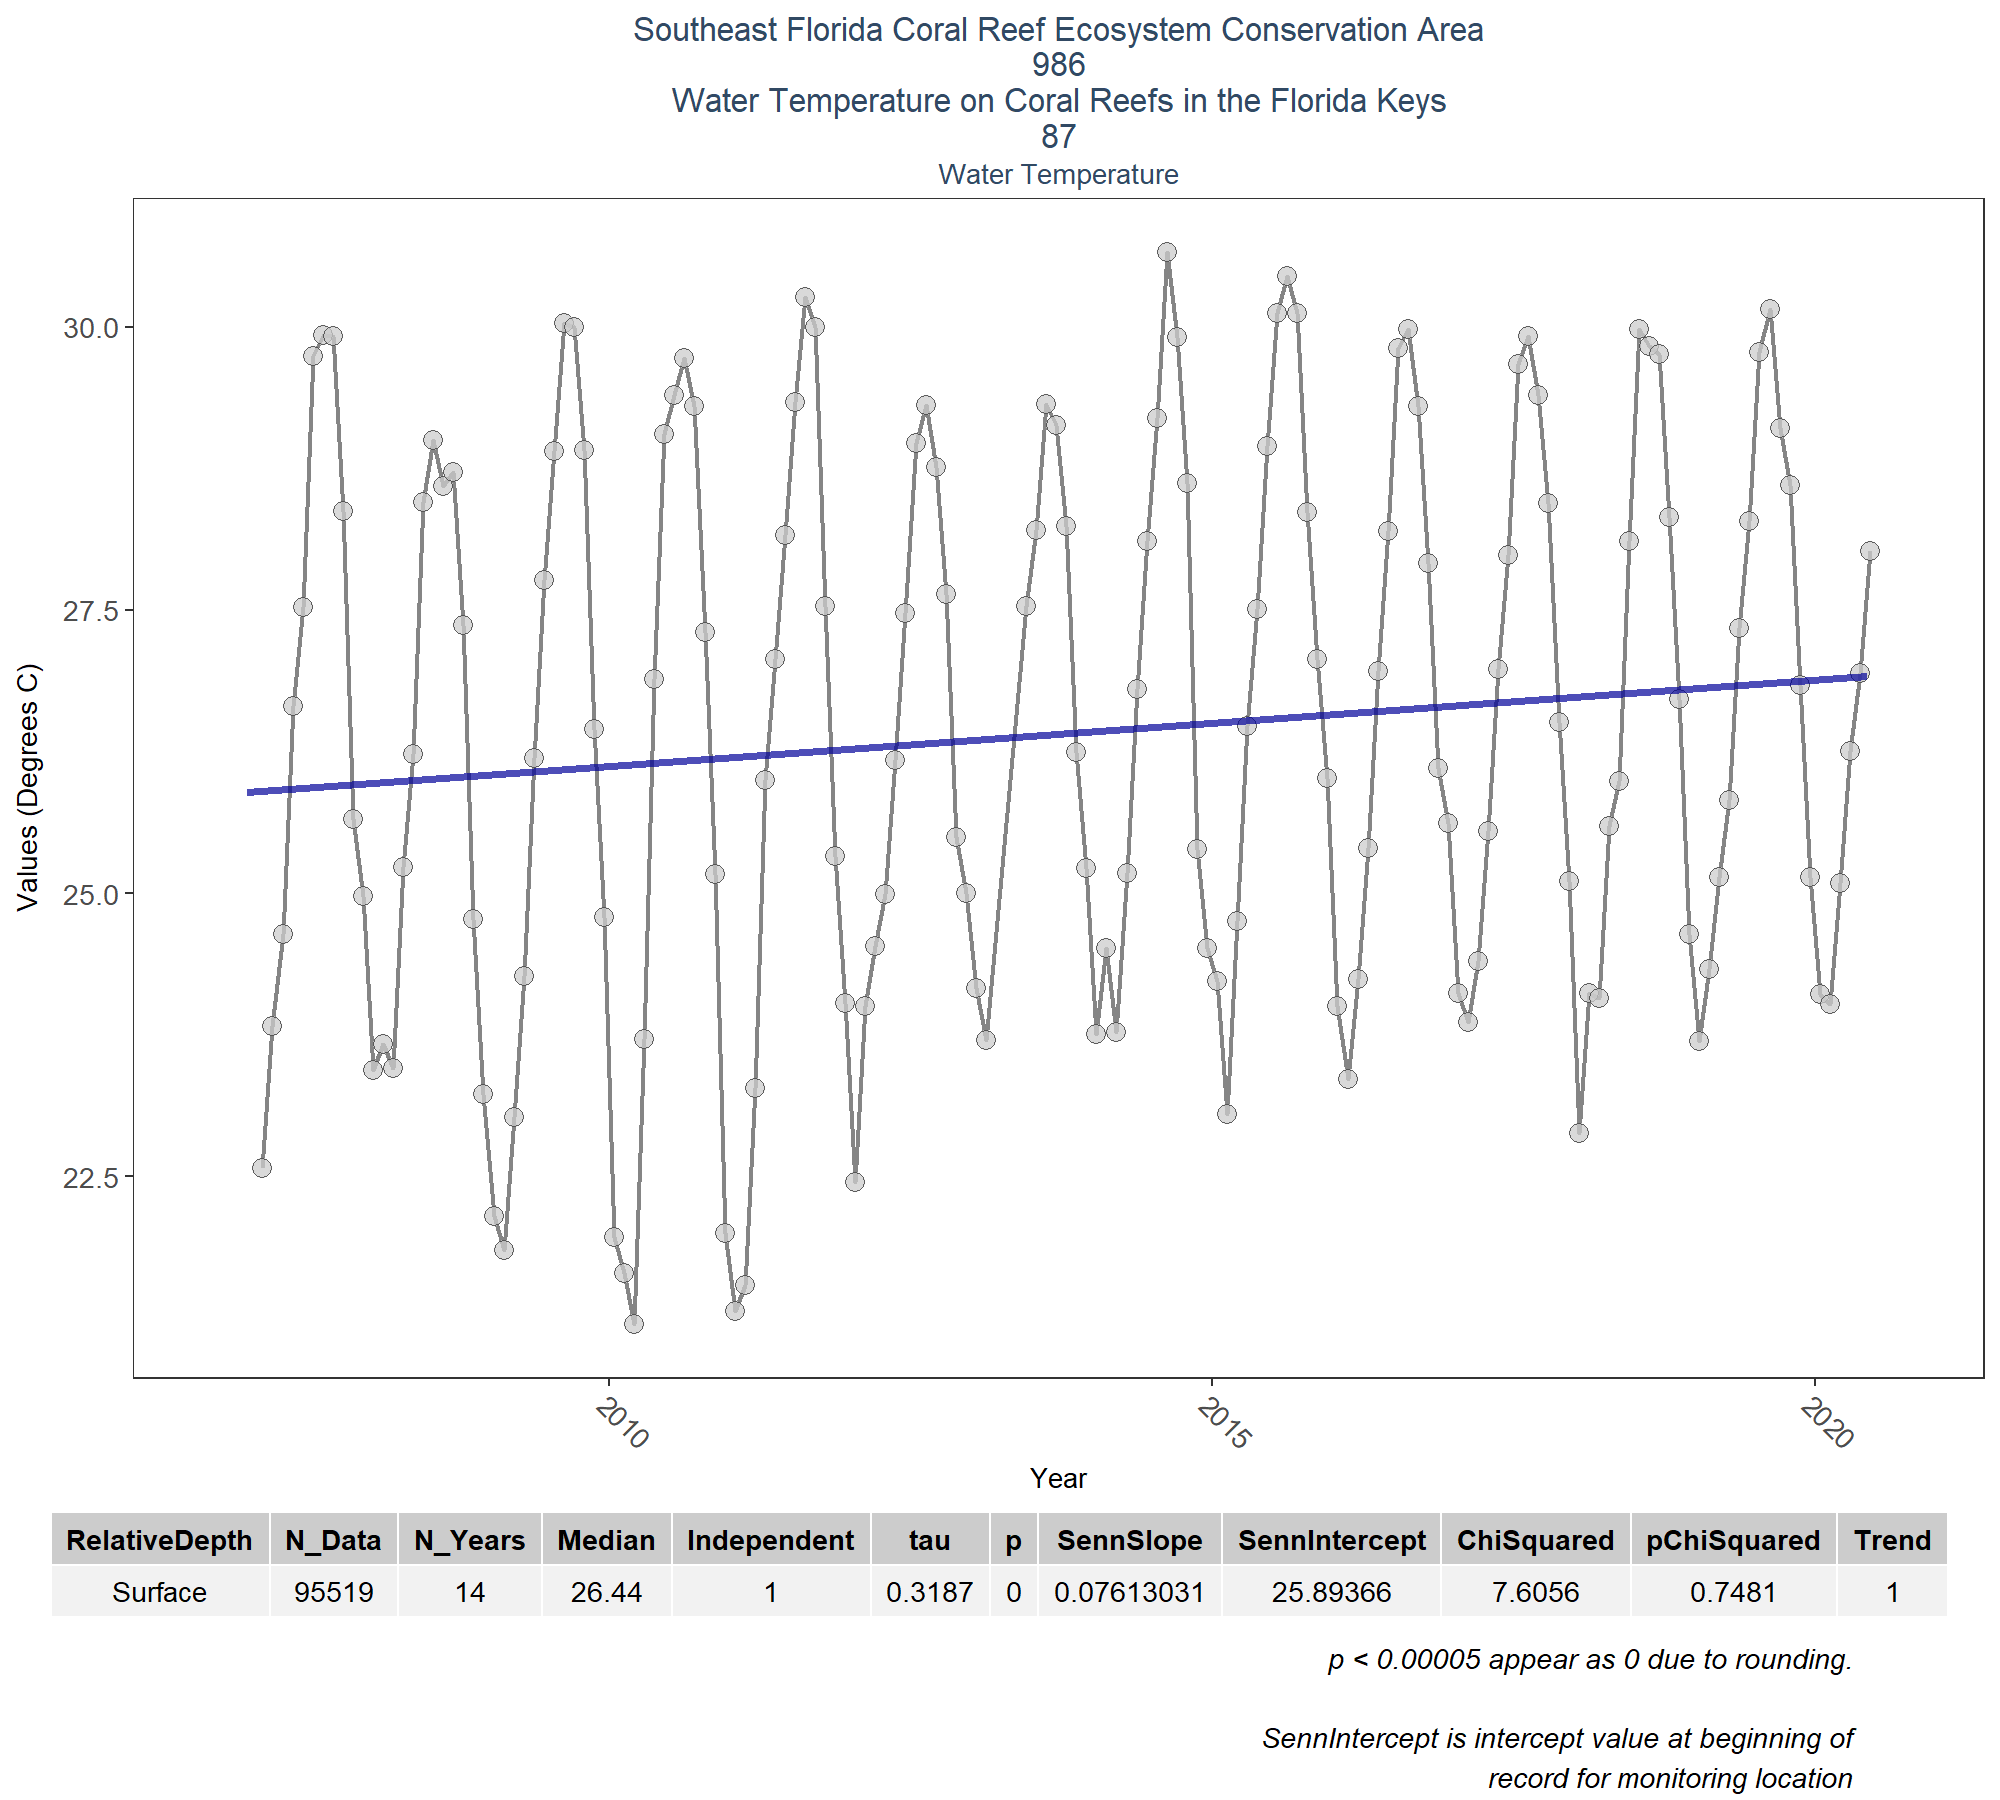 Southeast Florida Coral Reef Ecosystem Conservation Area
986
Water Temperature on Coral Reefs in the Florida Keys
87
Water Temperature
30.0
27.5
25.0
22.5
Values (Degrees C)
2010
2015
2020
Year
RelativeDepth N_Data N_Years Median Independent tau p SennSlope SennIntercept ChiSquared pChiSquared Trend
Surface 95519 14 26.44 1 0.3187 0 0.07613031 25.89366 7.6056 0.7481 1
p < 0.00005 appear as 0 due to rounding.
SennIntercept is intercept value at beginning of
record for monitoring location